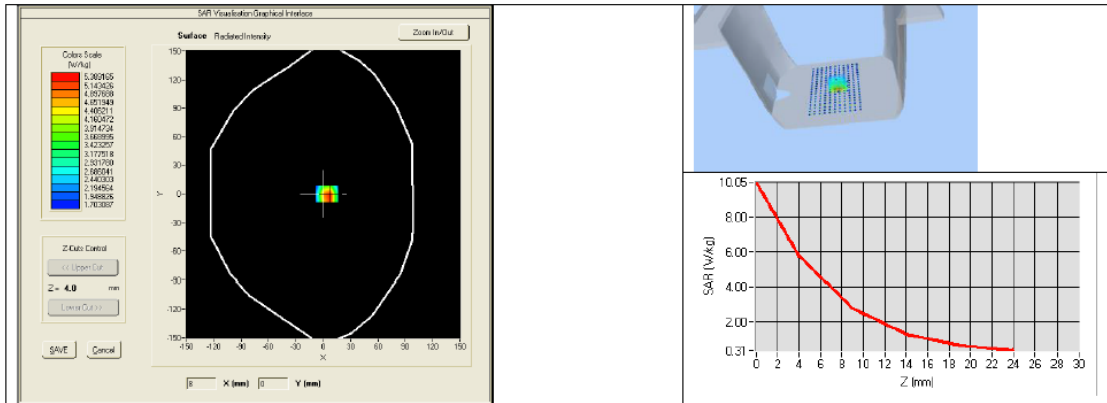 SAR Visualisation Graphical Interface
Surface Radiated Intensity
Zoom In/Out
Colors Scale
(W/kg)
5.389165
5.143426
4.897688
4.651949
4.406211
4.160472
3.914734
3.668995
3.423257
3.177518
2.931780
2.686041
2.440303
2.194564
1.948826
1.703087
Z-Cuts Control
<< Upper Cut
Z = 4.0 mm
Lower Cut >>
SAVE Cancel
Y
150
120
90
60
30
0
-30
-60
-90
-120
-150
-150 -120 -90 -60 -30 0 30 60 90 120 150
X
8 X (mm) 0 Y (mm)
SAR (W/kg)
10.05
8.00
6.00
4.00
2.00
0.31
0 2 4 6 8 10 12 14 16 18 20 22 24 26 28 30
Z (mm)